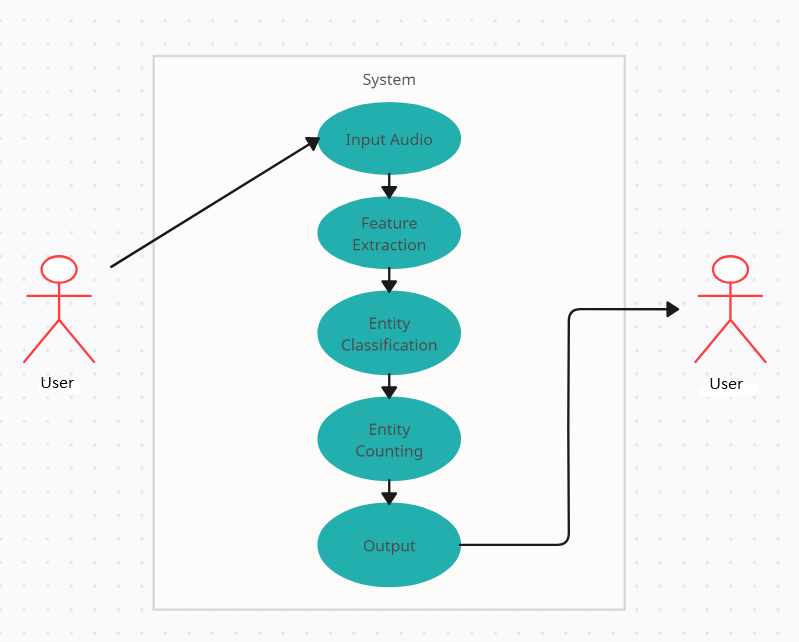 System
Input Audio
Feature
Extraction
Entity
Classification
Entity
Counting
Output
User
User